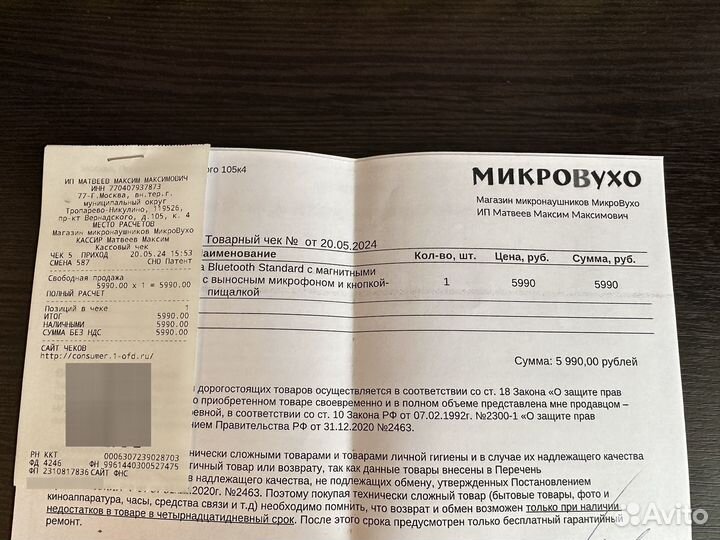 ИП МАТВЕЕВ МАКСИМ МАКСИМОВИЧ
ИНН 770407937873
77-Г.Москва, вн.тер.г.
муниципальный округ
Тропарево-Никулино, 119526,
пр-кт Вернадского, д.105, к. 4
МЕСТО РАСЧЕТОВ
Магазин микронаушников МикроВухо
КАССИР Матвеев Максим
Кассовый чек
ЧЕК 5 ПРИХОД 20.05.24 15:53
СМЕНА 587 СНО Патент
Свободная продажа
5990.00 х 1 = 5990.00
ПОЛНЫЙ РАСЧЕТ
Позиций в чеке 1
ИТОГ 5990.00
НАЛИЧНЫМИ 5990.00
СУММА БЕЗ НДС 5990.00
САЙТ ЧЕКОВ
http://consumer.1-ofd.ru/
РН ККТ 0006307239028703
ФД 4246 ФН 9961440300527475
ФП 2310817836 САЙТ ФНС
ого 105к4
МИКРОВУХО
Магазин микронаушников МикроВухо
ИП Матвеев Максим Максимович
Товарный чек № от 20.05.2024
аименование Кол-во, шт. Цена, руб. Сумма, руб.
а Bluetooth Standard с магнитными
с выносным микрофоном и кнопкой-
пищалкой
1 5990 5990
Сумма: 5 990,00 рублей
и дорогостоящих товаров осуществляется в соответствии со ст. 18 Закона «О защите прав
о приобретенном товаре своевременно и в полном объеме представлена мне продавцом –
ревной, в соответствии со ст. 10 Закона РФ от 07.02.1992г. №2300-1 «О защите прав
ением Правительства РФ от 31.12.2020 №2463.
нически сложными товарами и товарами личной гигиены и в случае их надлежащего качества
гичный товар или возврату, так как данные товары внесены в Перечень
в надлежащего качества, не подлежащих обмену, утвержденных Постановлением
2020г. №2463. Поэтому покупая технически сложный товар (бытовые товары, фото и
киноаппаратура, часы, средства связи и т.д) необходимо помнить, что возврат и обмен возможен только при наличии
недостатков в товаре в четырнадцатидневный срок. После этого срока предусмотрен только бесплатный гарантийный
ремонт.
Avito